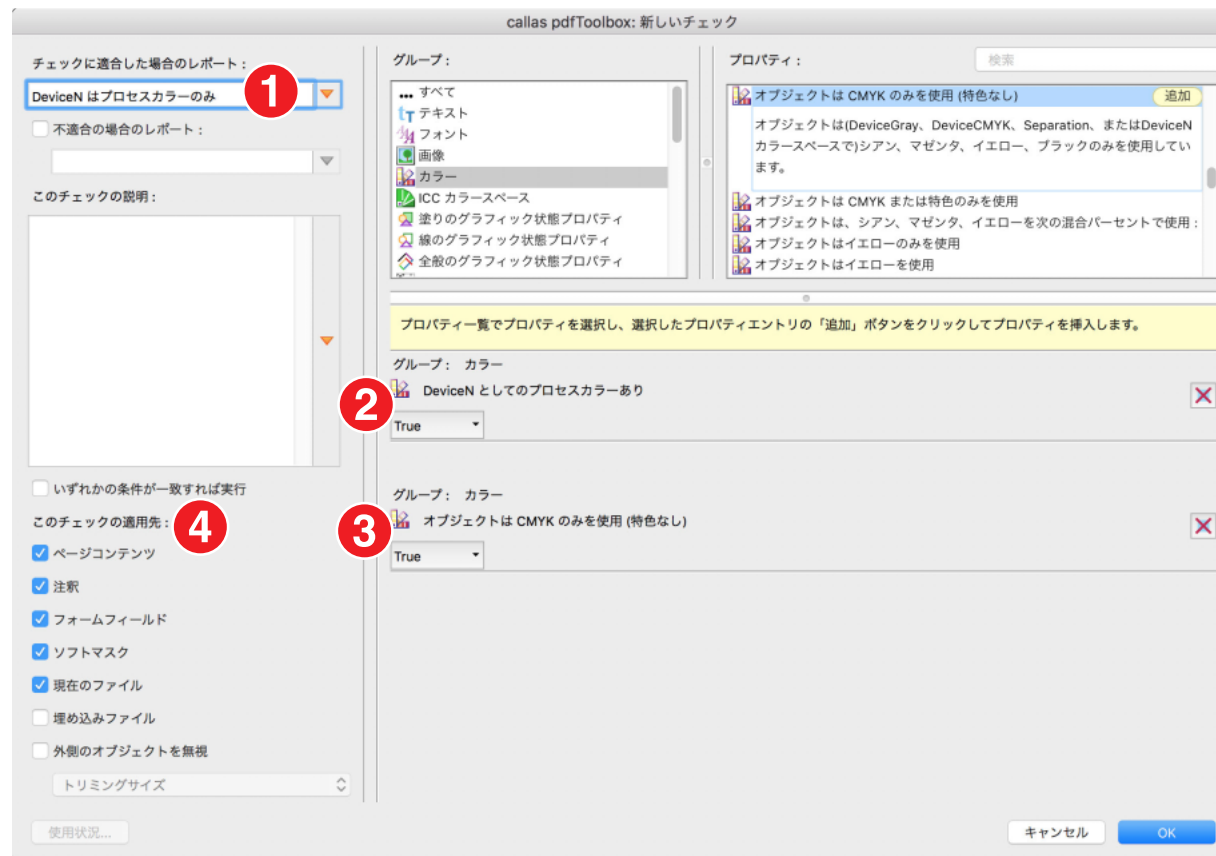 callas pdfToolbox: 新しいチェック
チェックに適合した場合のレポート：
1
DeviceN はプロセスカラーのみ
不適合の場合のレポート：
このチェックの説明：
いずれかの条件が一致すれば実行
このチェックの適用先：
4
ページコンテンツ
注釈
フォームフィールド
ソフトマスク
現在のファイル
埋め込みファイル
外側のオブジェクトを無視
トリミングサイズ
使用状況...
グループ：
すべて
テキスト
フォント
画像
カラー
ICC カラースペース
塗りのグラフィック状態プロパティ
線のグラフィック状態プロパティ
全般のグラフィック状態プロパティ
プロパティ：
検索
オブジェクトは CMYK のみを使用 (特色なし)
追加
オブジェクトは(DeviceGray、DeviceCMYK、Separation、またはDeviceN
カラースペースで)シアン、マゼンタ、イエロー、ブラックのみを使用してい
ます。
オブジェクトは CMYK または特色のみを使用
オブジェクトは、シアン、マゼンタ、イエローを次の混合パーセントで使用：
オブジェクトはイエローのみを使用
オブジェクトはイエローを使用
プロパティ一覧でプロパティを選択し、選択したプロパティエントリの「追加」ボタンをクリックしてプロパティを挿入します。
グループ： カラー
2
DeviceN としてのプロセスカラーあり
True
グループ： カラー
3
オブジェクトは CMYK のみを使用 (特色なし)
True
キャンセル
OK